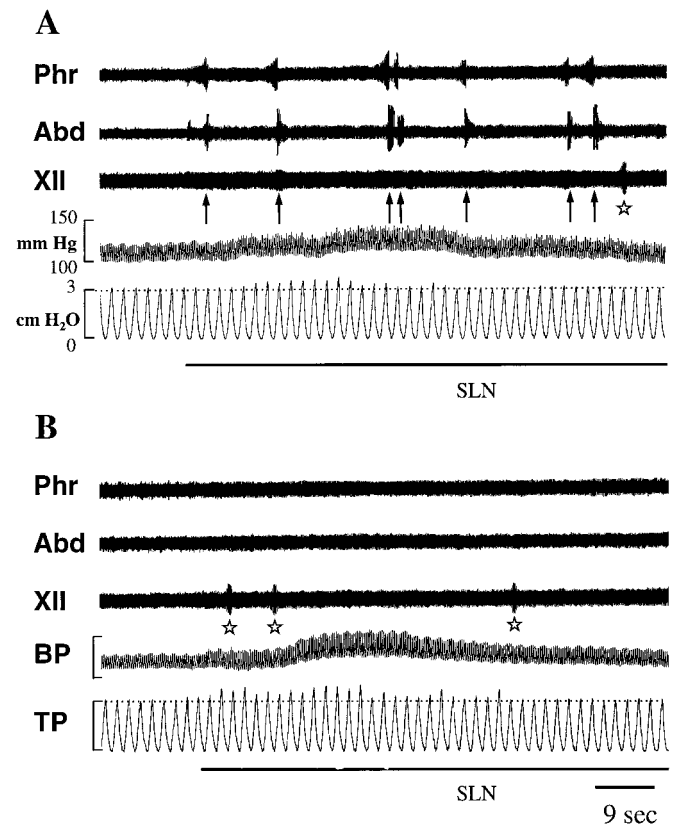 A
Phr
Abd
XII
150
mm Hg
100
3
cm H₂O
0
SLN
B
Phr
Abd
XII
BP
TP
SLN
9 sec